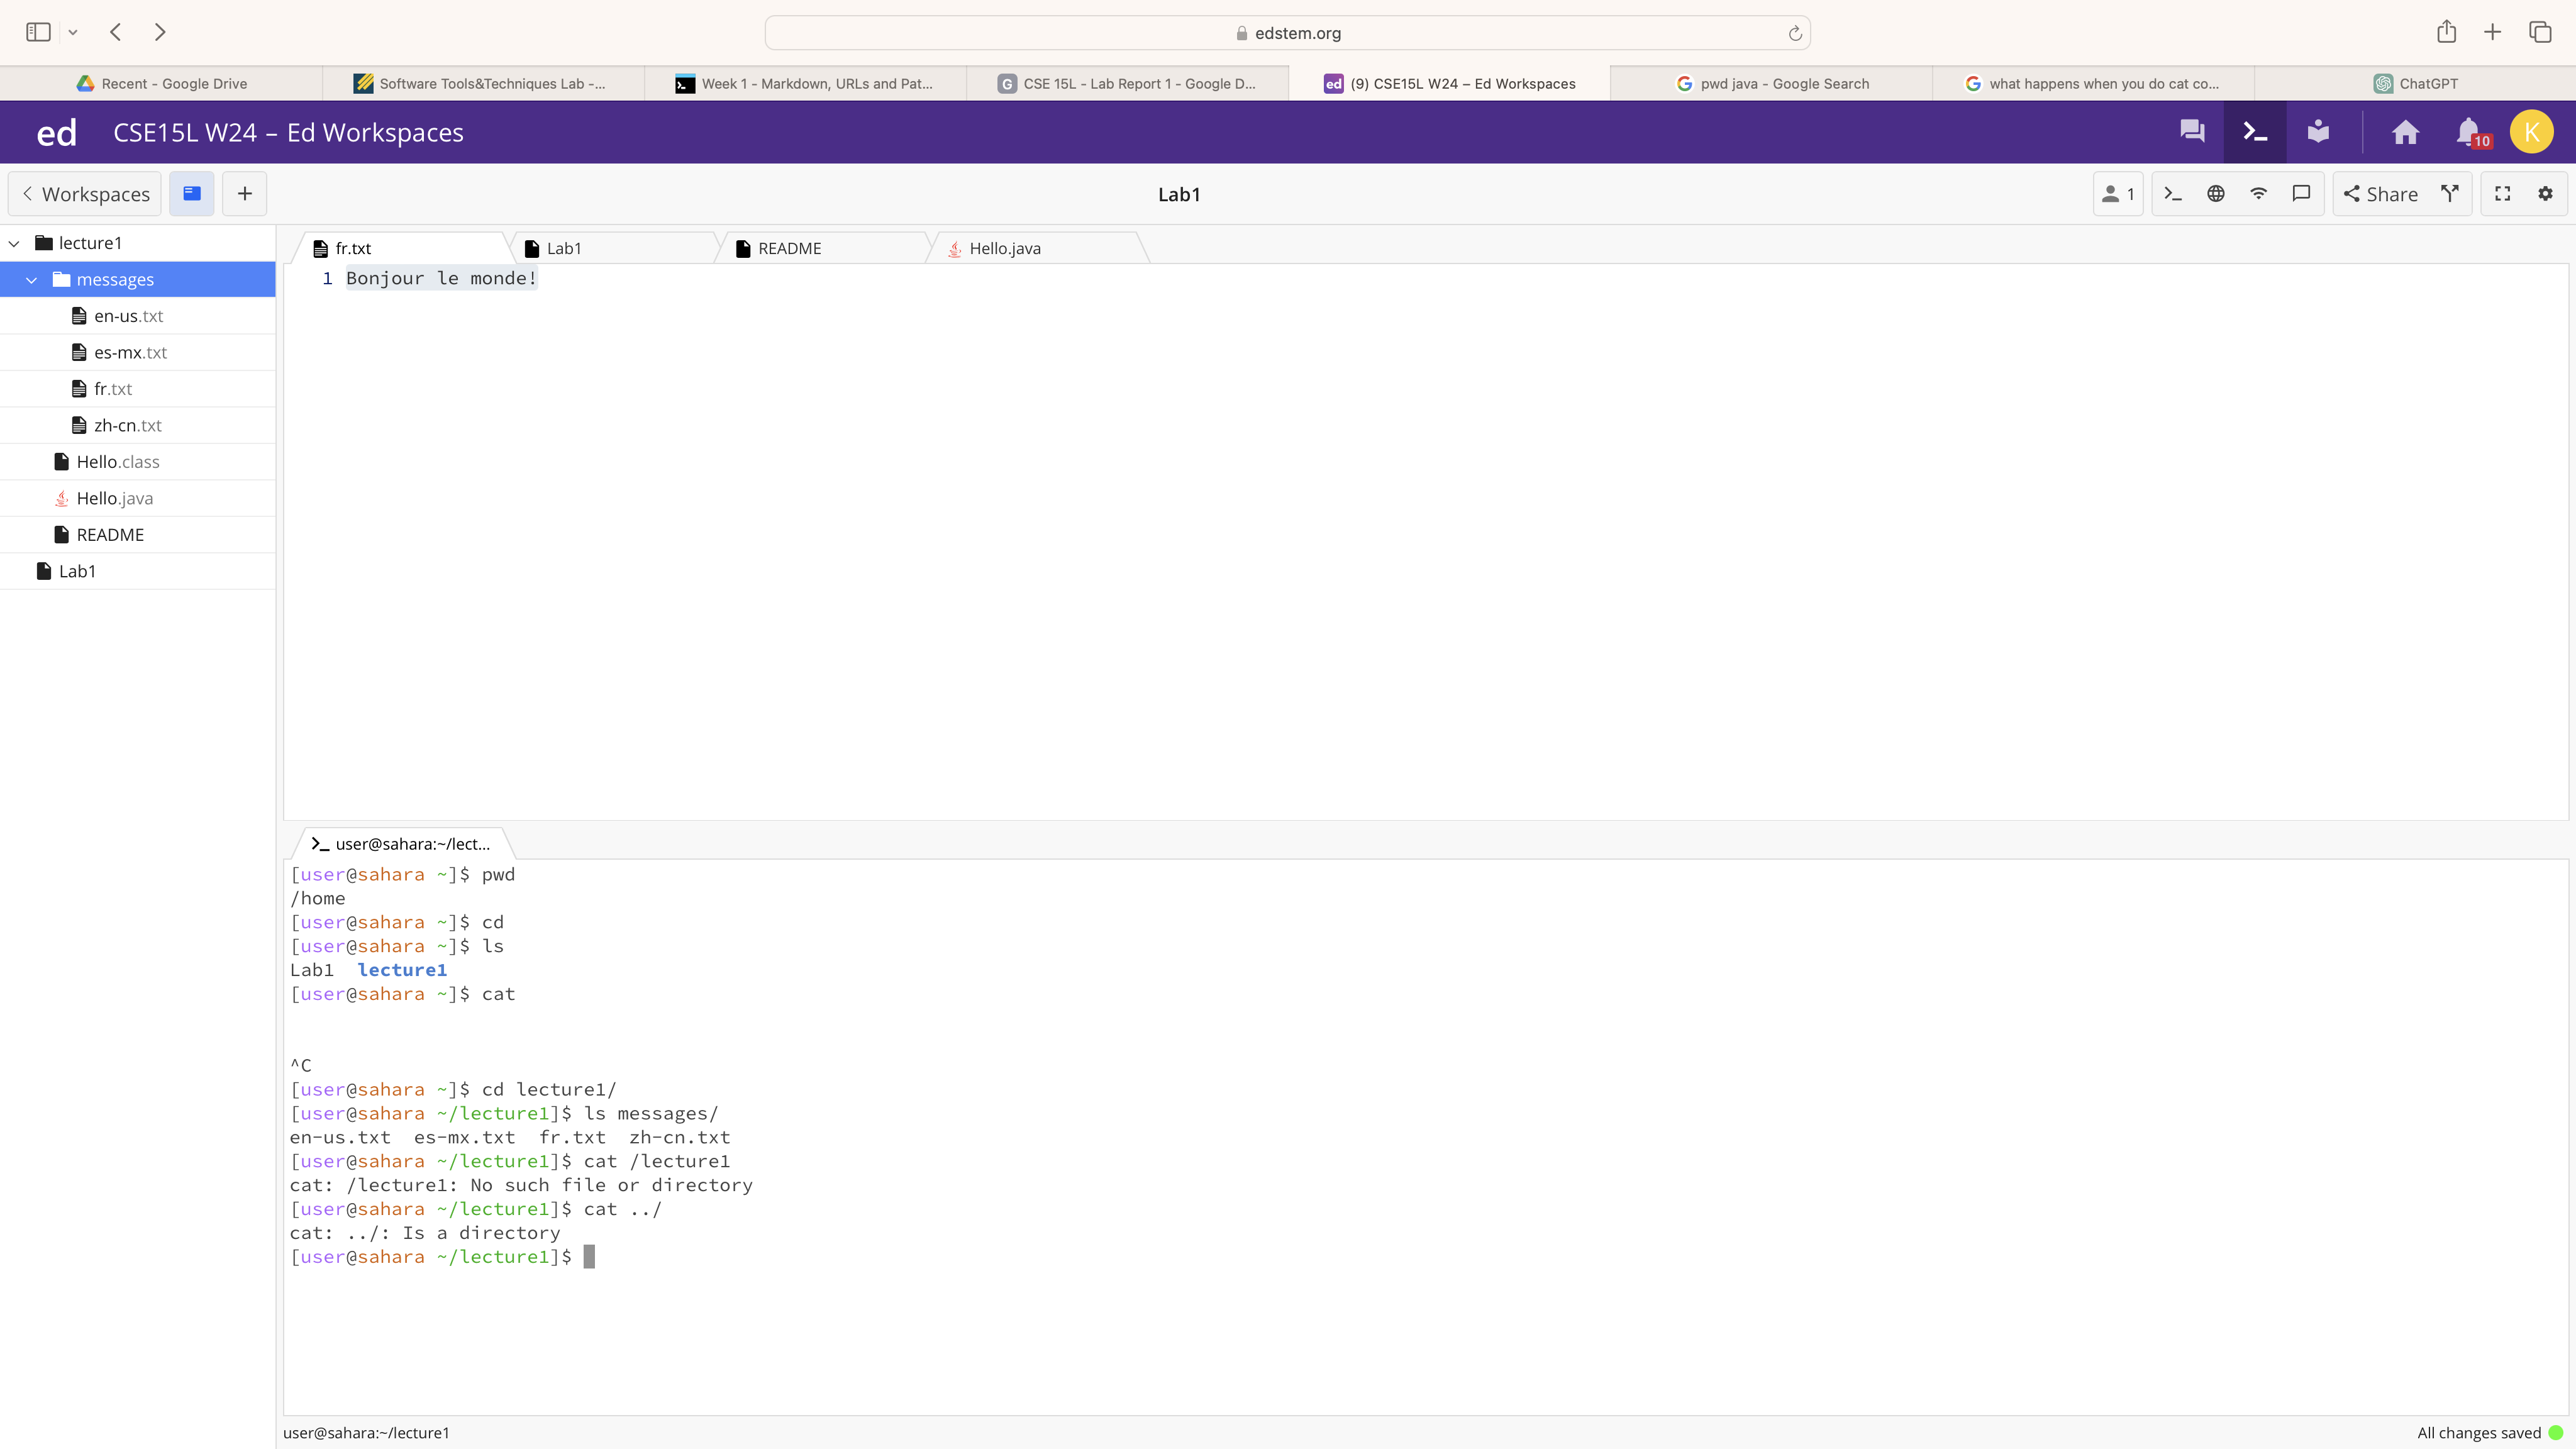 edstem.org
Recent - Google Drive
Software Tools&Techniques Lab -...
Week 1 - Markdown, URLs and Pat...
CSE 15L - Lab Report 1 - Google D...
(9) CSE15L W24 – Ed Workspaces
pwd java - Google Search
what happens when you do cat co...
ChatGPT
ed CSE15L W24 – Ed Workspaces
10
K
Workspaces
Lab1
1
Share
lecture1
messages
en-us.txt
es-mx.txt
fr.txt
zh-cn.txt
Hello.class
Hello.java
README
Lab1
fr.txt
Lab1
README
Hello.java
1 Bonjour le monde!
user@sahara:~/lect...
[user@sahara ~]$ pwd
/home
[user@sahara ~]$ cd
[user@sahara ~]$ ls
Lab1  lecture1
[user@sahara ~]$ cat
^C
[user@sahara ~]$ cd lecture1/
[user@sahara ~/lecture1]$ ls messages/
en-us.txt  es-mx.txt  fr.txt  zh-cn.txt
[user@sahara ~/lecture1]$ cat /lecture1
cat: /lecture1: No such file or directory
[user@sahara ~/lecture1]$ cat ../
cat: ../: Is a directory
[user@sahara ~/lecture1]$
user@sahara:~/lecture1
All changes saved